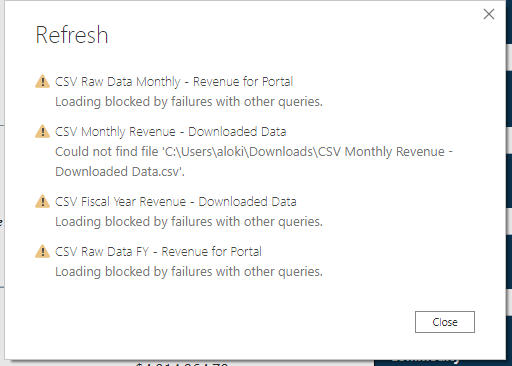 Refresh
CSV Raw Data Monthly - Revenue for Portal
Loading blocked by failures with other queries.
CSV Monthly Revenue - Downloaded Data
Could not find file 'C:\Users\aloki\Downloads\CSV Monthly Revenue -
Downloaded Data.csv'.
CSV Fiscal Year Revenue - Downloaded Data
Loading blocked by failures with other queries.
CSV Raw Data FY - Revenue for Portal
Loading blocked by failures with other queries.
Close